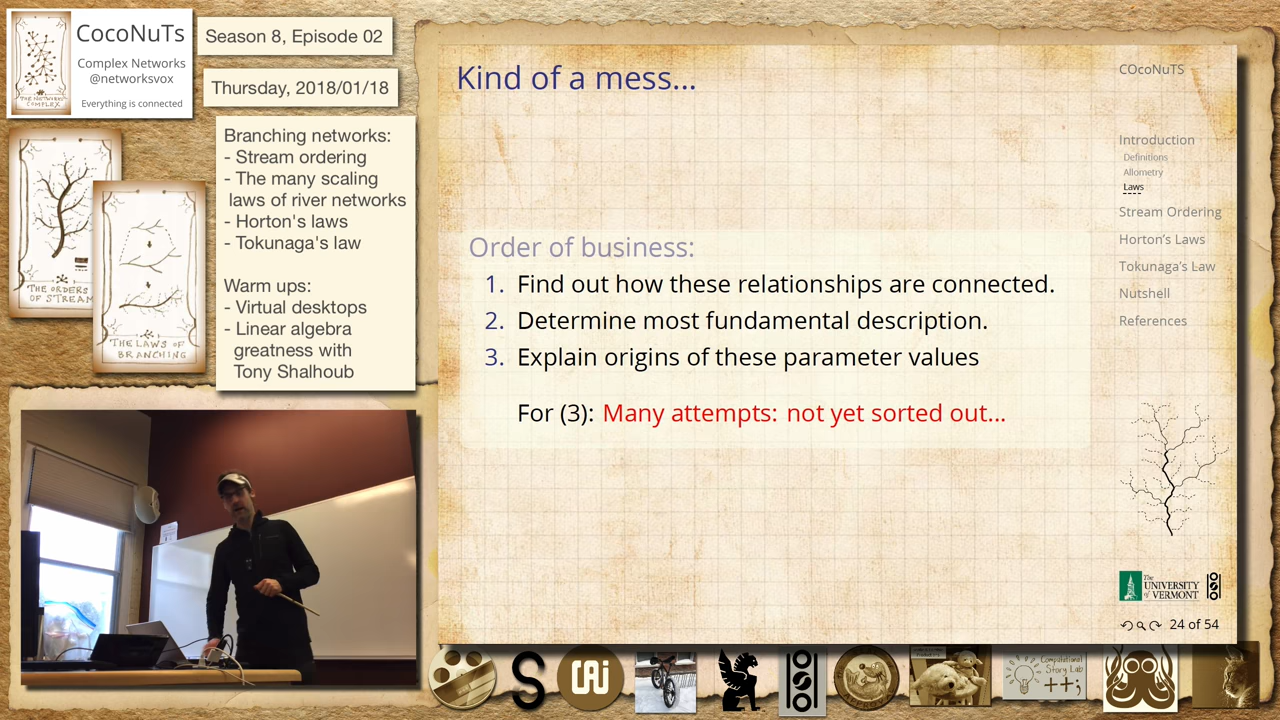 CocoNuTs
Complex Networks
@networksvox
Everything is connected
THE NETWORKS
COMPLEX
Season 8, Episode 02
Thursday, 2018/01/18
Branching networks:
- Stream ordering
- The many scaling
laws of river networks
- Horton's laws
- Tokunaga's law
Warm ups:
- Virtual desktops
- Linear algebra
greatness with
Tony Shalhoub
THE ORDERS
OF STREAM
THE LAWS OF
BRANCHING
Kind of a mess...
Order of business:
1. Find out how these relationships are connected.
2. Determine most fundamental description.
3. Explain origins of these parameter values
For (3): Many attempts: not yet sorted out...
COcoNuTS
Introduction
Definitions
Allometry
Laws
Stream Ordering
Horton's Laws
Tokunaga's Law
Nutshell
References
The
UNIVERSITY
of VERMONT
24 of 54
S
Computational
Story Lab
++;